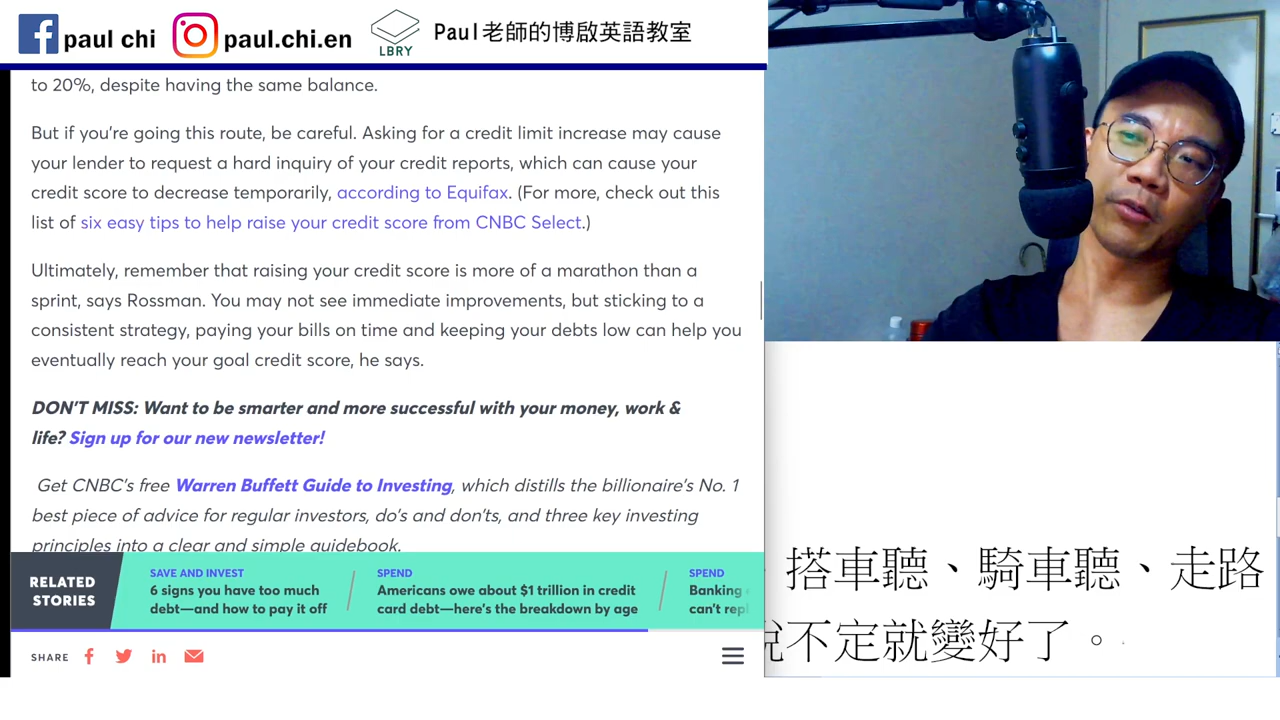 paul chi
paul.chi.en
LBRY
Paul老師的博啟英語教室
to 20%, despite having the same balance.
But if you're going this route, be careful. Asking for a credit limit increase may cause
your lender to request a hard inquiry of your credit reports, which can cause your
credit score to decrease temporarily, according to Equifax. (For more, check out this
list of six easy tips to help raise your credit score from CNBC Select.)
Ultimately, remember that raising your credit score is more of a marathon than a
sprint, says Rossman. You may not see immediate improvements, but sticking to a
consistent strategy, paying your bills on time and keeping your debts low can help you
eventually reach your goal credit score, he says.
DON'T MISS: Want to be smarter and more successful with your money, work &
life? Sign up for our new newsletter!
Get CNBC's free Warren Buffett Guide to Investing, which distills the billionaire's No. 1
best piece of advice for regular investors, do's and don'ts, and three key investing
principles into a clear and simple guidebook.
RELATED
STORIES
SAVE AND INVEST
6 signs you have too much
debt—and how to pay it off
SPEND
Americans owe about $1 trillion in credit
card debt—here's the breakdown by age
SPEND
Banking
can't repl
SHARE
搭車聽、騎車聽、走路
說不定就變好了。